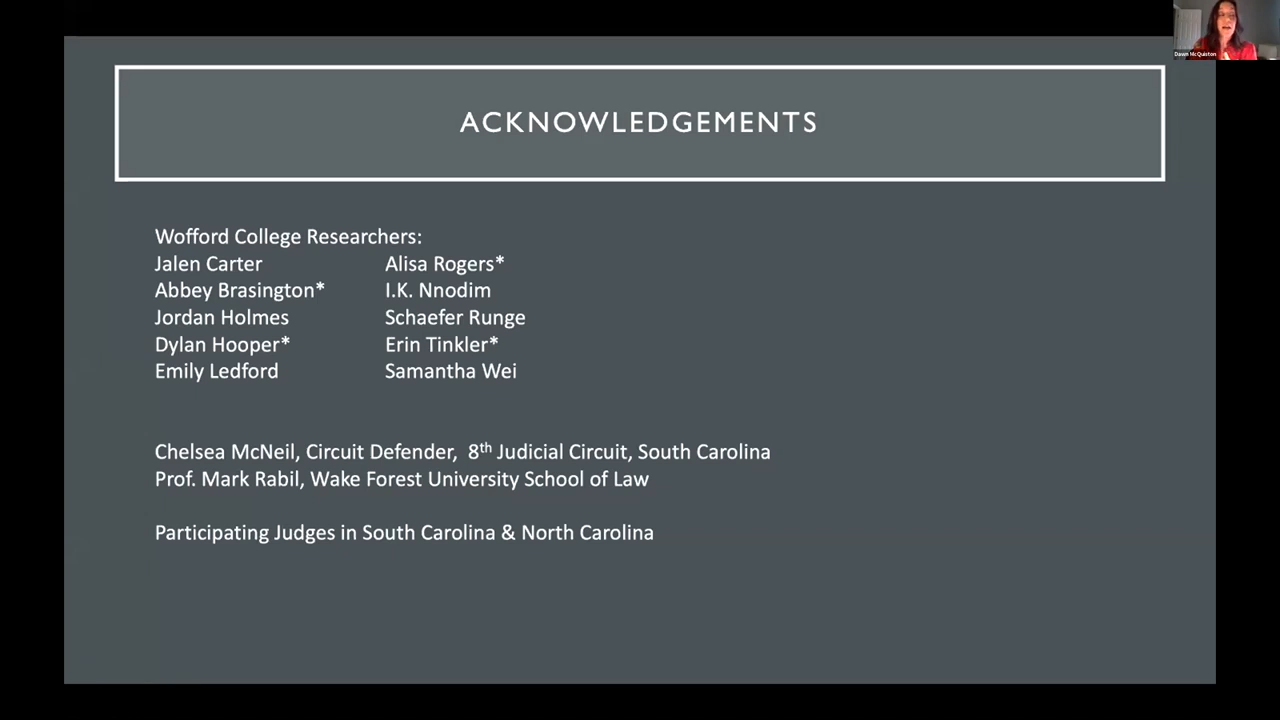 Dawn McQuiston
ACKNOWLEDGEMENTS
Wofford College Researchers:
Jalen Carter Alisa Rogers*
Abbey Brasington* I.K. Nnodim
Jordan Holmes Schaefer Runge
Dylan Hooper* Erin Tinkler*
Emily Ledford Samantha Wei
Chelsea McNeil, Circuit Defender, 8th Judicial Circuit, South Carolina
Prof. Mark Rabil, Wake Forest University School of Law
Participating Judges in South Carolina & North Carolina